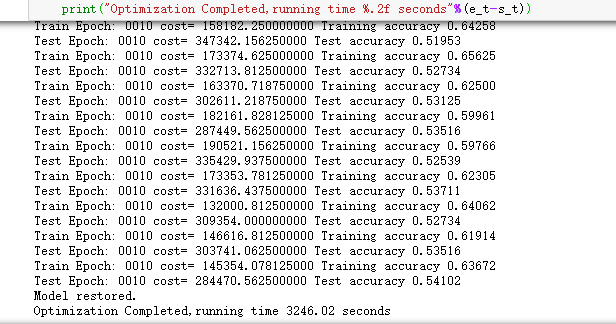 print("Optimization Completed,running time %.2f seconds"%(e_t-s_t))
Train Epoch: 0010 cost= 158182.250000000 Training accuracy 0.64258
Test Epoch: 0010 cost= 347342.156250000 Test accuracy 0.51953
Train Epoch: 0010 cost= 173374.625000000 Training accuracy 0.65625
Test Epoch: 0010 cost= 332713.812500000 Test accuracy 0.52734
Train Epoch: 0010 cost= 163370.718750000 Training accuracy 0.62500
Test Epoch: 0010 cost= 302611.218750000 Test accuracy 0.53125
Train Epoch: 0010 cost= 182161.828125000 Training accuracy 0.59961
Test Epoch: 0010 cost= 287449.562500000 Test accuracy 0.53516
Train Epoch: 0010 cost= 190521.156250000 Training accuracy 0.59766
Test Epoch: 0010 cost= 335429.937500000 Test accuracy 0.52539
Train Epoch: 0010 cost= 173353.781250000 Training accuracy 0.62305
Test Epoch: 0010 cost= 331636.437500000 Test accuracy 0.53711
Train Epoch: 0010 cost= 132000.812500000 Training accuracy 0.64062
Test Epoch: 0010 cost= 309354.000000000 Test accuracy 0.52734
Train Epoch: 0010 cost= 146616.812500000 Training accuracy 0.61914
Test Epoch: 0010 cost= 303741.062500000 Test accuracy 0.53516
Train Epoch: 0010 cost= 145354.078125000 Training accuracy 0.63672
Test Epoch: 0010 cost= 284470.562500000 Test accuracy 0.54102
Model restored.
Optimization Completed,running time 3246.02 seconds